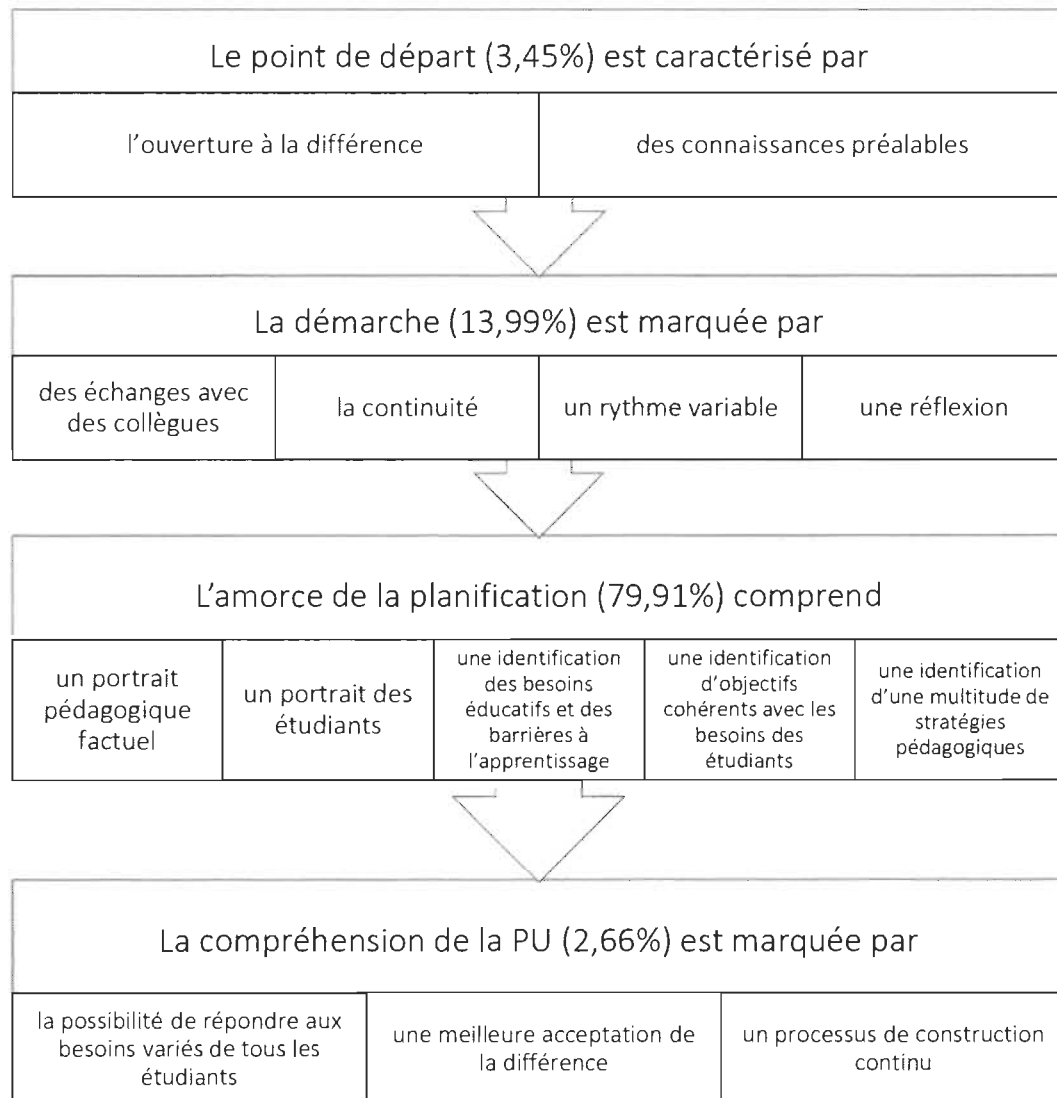 Le point de départ (3,45%) est caractérisé par
l'ouverture à la différence
des connaissances préalables
La démarche (13,99%) est marquée par
des échanges avec
des collègues
la continuité
un rythme variable
une réflexion
L'amorce de la planification (79,91%) comprend
un portrait
pédagogique
factuel
un portrait des
étudiants
une identification
des besoins
éducatifs et des
barrières à
l'apprentissage
une identification
d'objectifs
cohérents avec les
besoins des
étudiants
une identification
d'une multitude de
stratégies
pédagogiques
La compréhension de la PU (2,66%) est marquée par
la possibilité de répondre aux
besoins variés de tous les
étudiants
une meilleure acceptation de
la différence
un processus de construction
continu